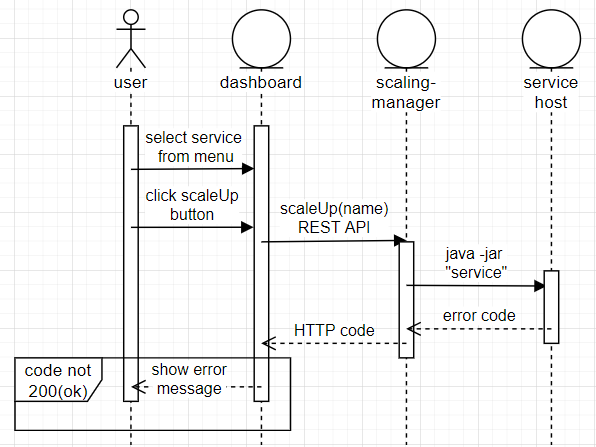 user
dashboard
scaling-
manager
service
host
select service
from menu
click scaleUp
button
scaleUp(name)
REST API
java -jar
"service"
error code
HTTP code
code not
200(ok)
show error
message